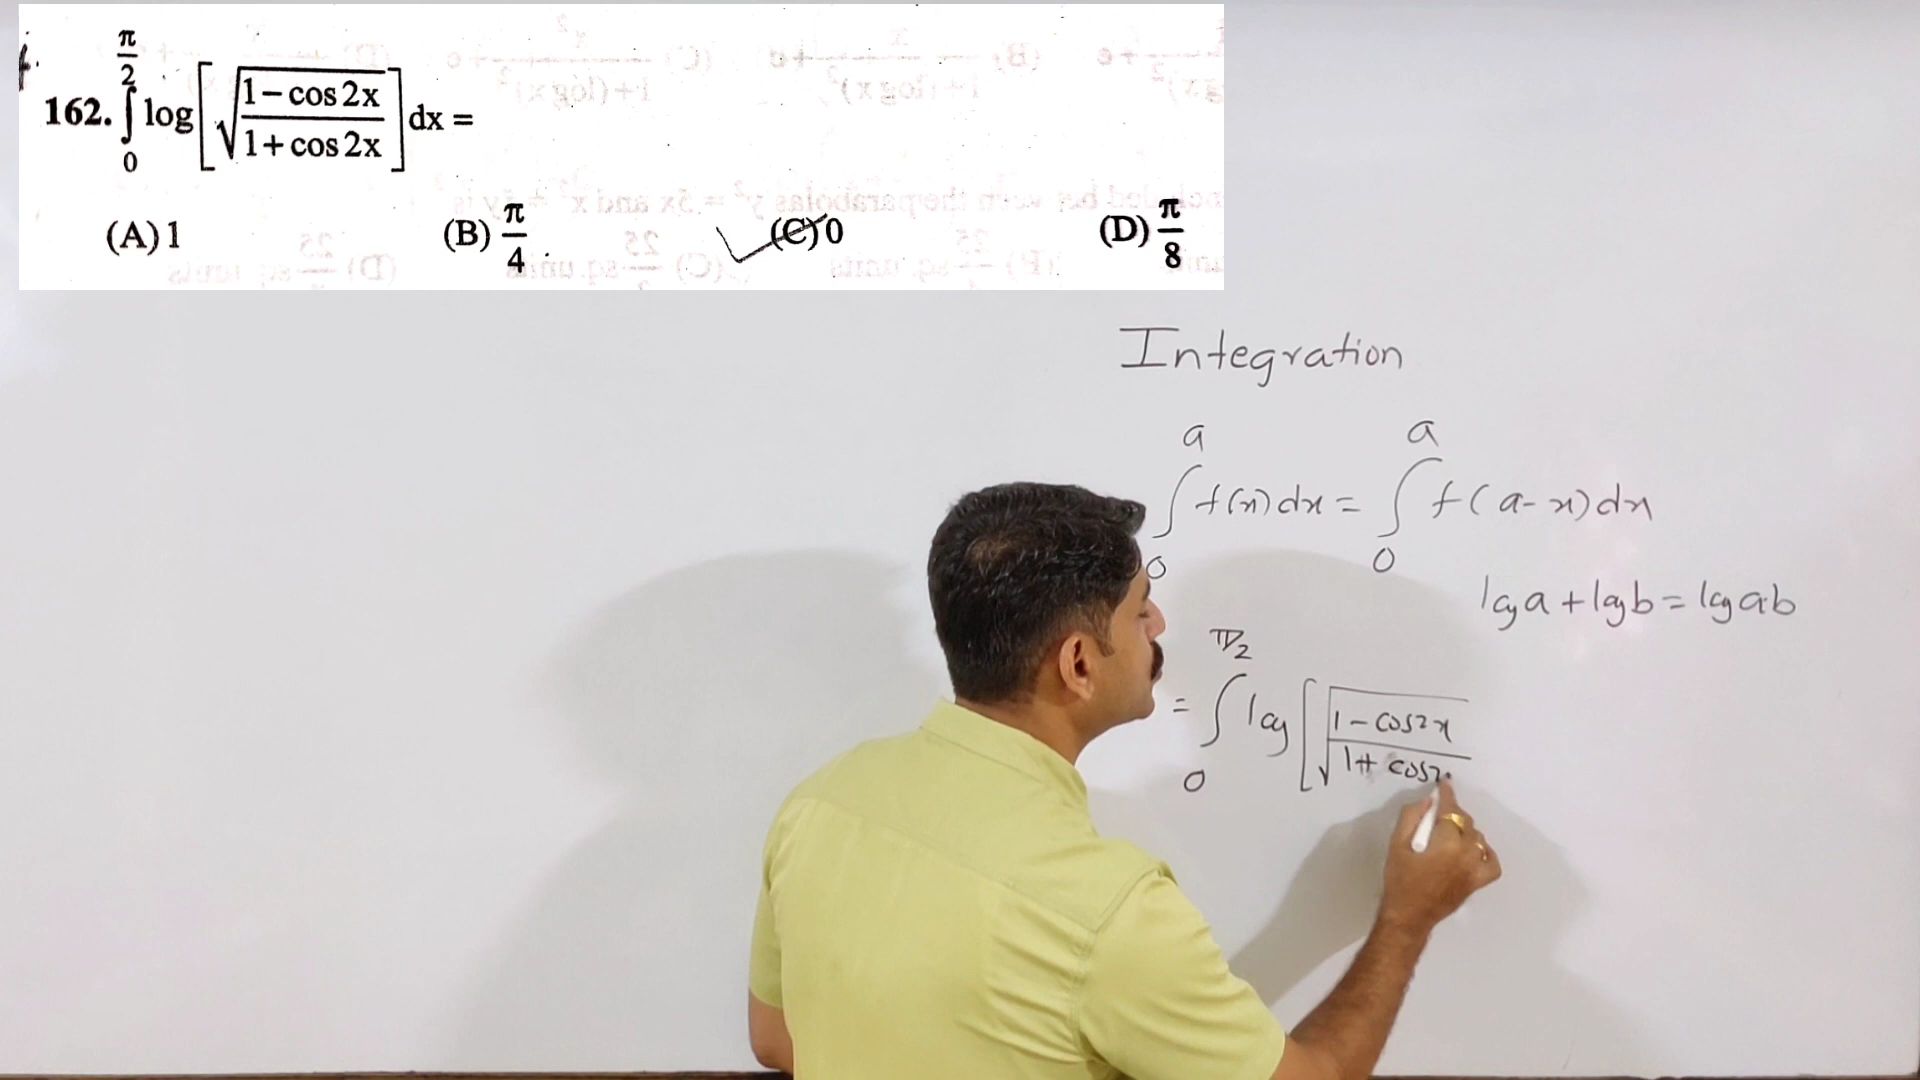 162. ∫₀^{π/2} log[√((1−cos 2x)/(1+cos 2x))] dx =
(A) 1 (B) π/4 (C) 0 (D) π/8
Integration
∫₀^a f(x)dx = ∫₀^a f(a-x)dx
log a + log b = log ab
= ∫₀^{π/2} log[√((1-cos2x)/(1+cos2